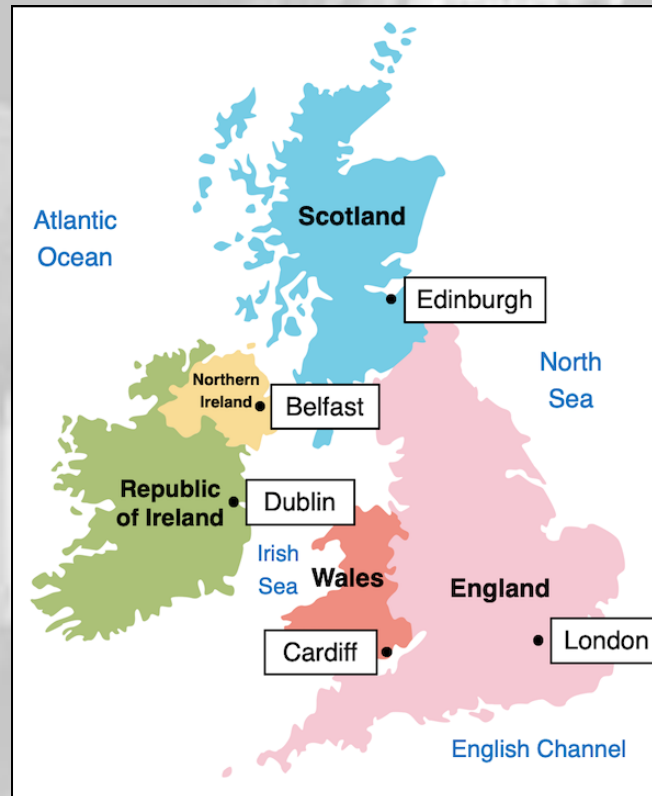 Scotland
Atlantic
Ocean
Edinburgh
North
Sea
Northern
Ireland
Belfast
Republic
of Ireland
Dublin
Irish
Sea
Wales
England
Cardiff
London
English Channel